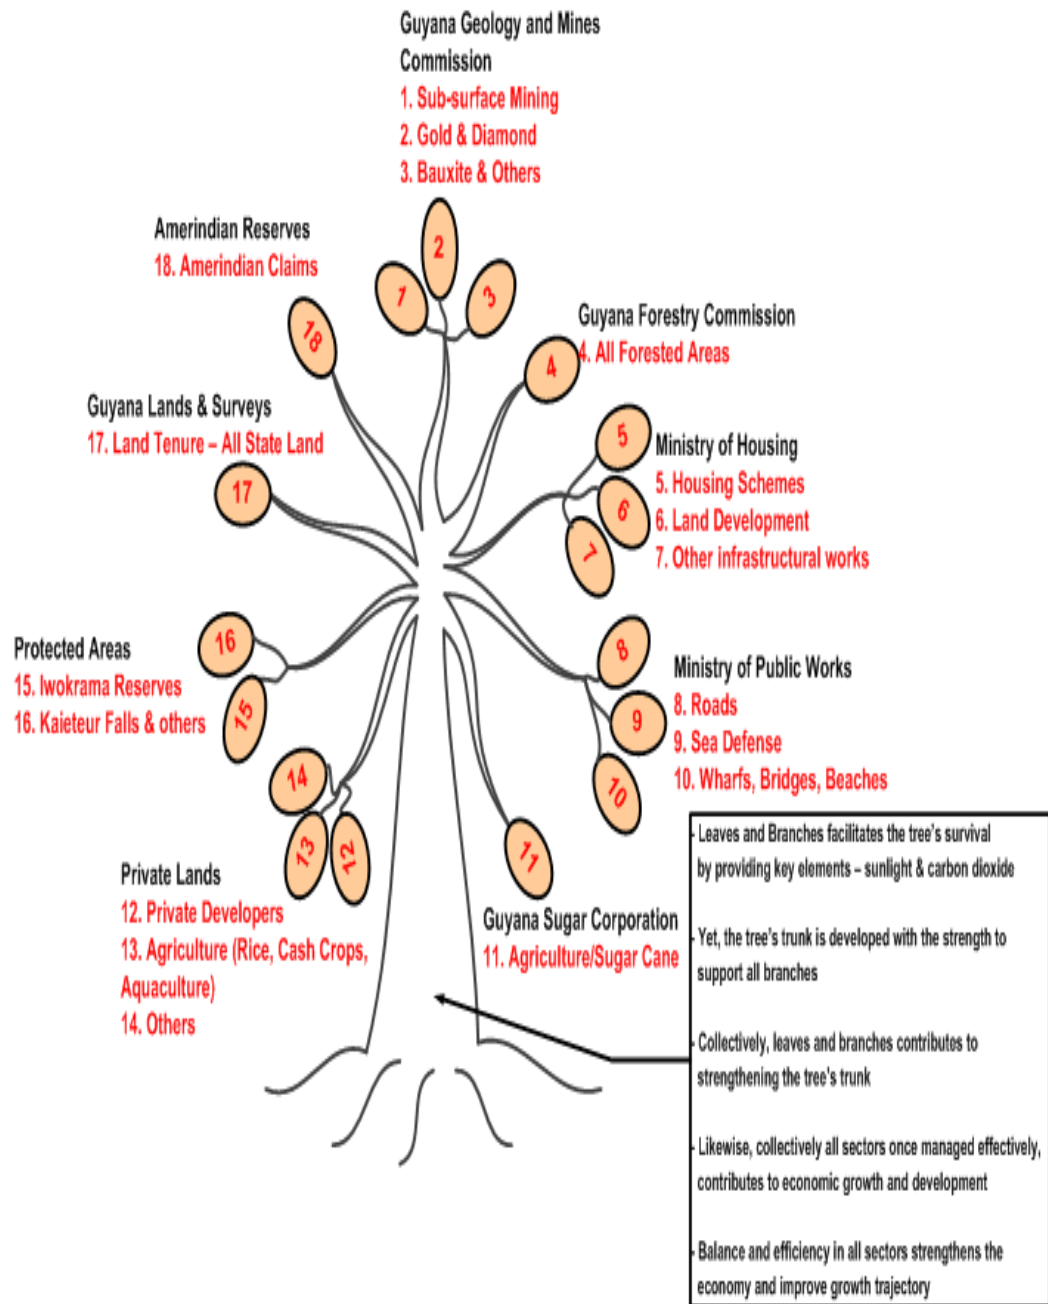 Guyana Geology and Mines
Commission
1. Sub-surface Mining
2. Gold & Diamond
3. Bauxite & Others
Amerindian Reserves
18. Amerindian Claims
2
1
3
18
Guyana Forestry Commission
4. All Forested Areas
4
Guyana Lands & Surveys
17. Land Tenure – All State Land
17
5
6
7
Ministry of Housing
5. Housing Schemes
6. Land Development
7. Other infrastructural works
Protected Areas
15. Iwokrama Reserves
16. Kaieteur Falls & others
16
15
8
9
10
Ministry of Public Works
8. Roads
9. Sea Defense
10. Wharfs, Bridges, Beaches
14
13
12
11
Private Lands
12. Private Developers
13. Agriculture (Rice, Cash Crops,
Aquaculture)
14. Others
Guyana Sugar Corporation
11. Agriculture/Sugar Cane
- Leaves and Branches facilitates the tree's survival
by providing key elements – sunlight & carbon dioxide
- Yet, the tree's trunk is developed with the strength to
support all branches
- Collectively, leaves and branches contributes to
strengthening the tree's trunk
- Likewise, collectively all sectors once managed effectively,
contributes to economic growth and development
- Balance and efficiency in all sectors strengthens the
economy and improve growth trajectory